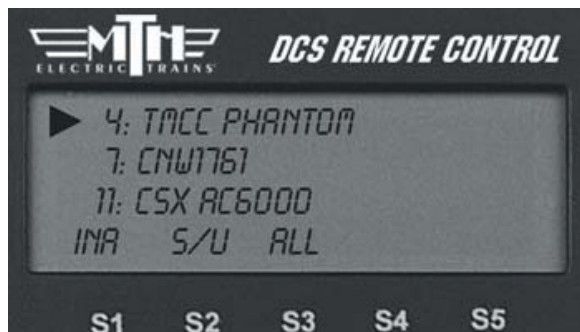 MTH
ELECTRIC TRAINS®
DCS REMOTE CONTROL
4: TMCC PHANTOM
7: CNW1761
11: CSX AC6000
INA S/U ALL
S1 S2 S3 S4 S5